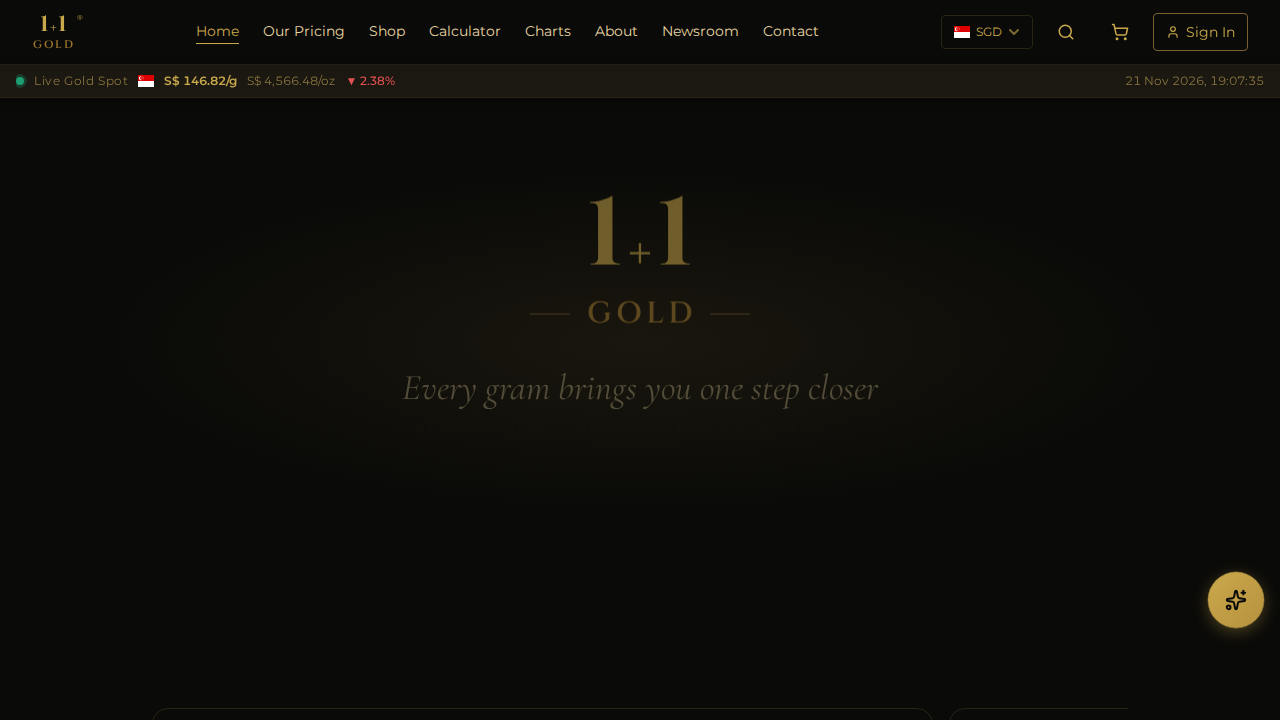 1+1 ®
GOLD
Home Our Pricing Shop Calculator Charts About Newsroom Contact
SGD
Sign In
Live Gold Spot S$ 146.82/g S$ 4,566.48/oz ▼ 2.38%
21 Nov 2026, 19:07:35
1+1
GOLD
Every gram brings you one step closer